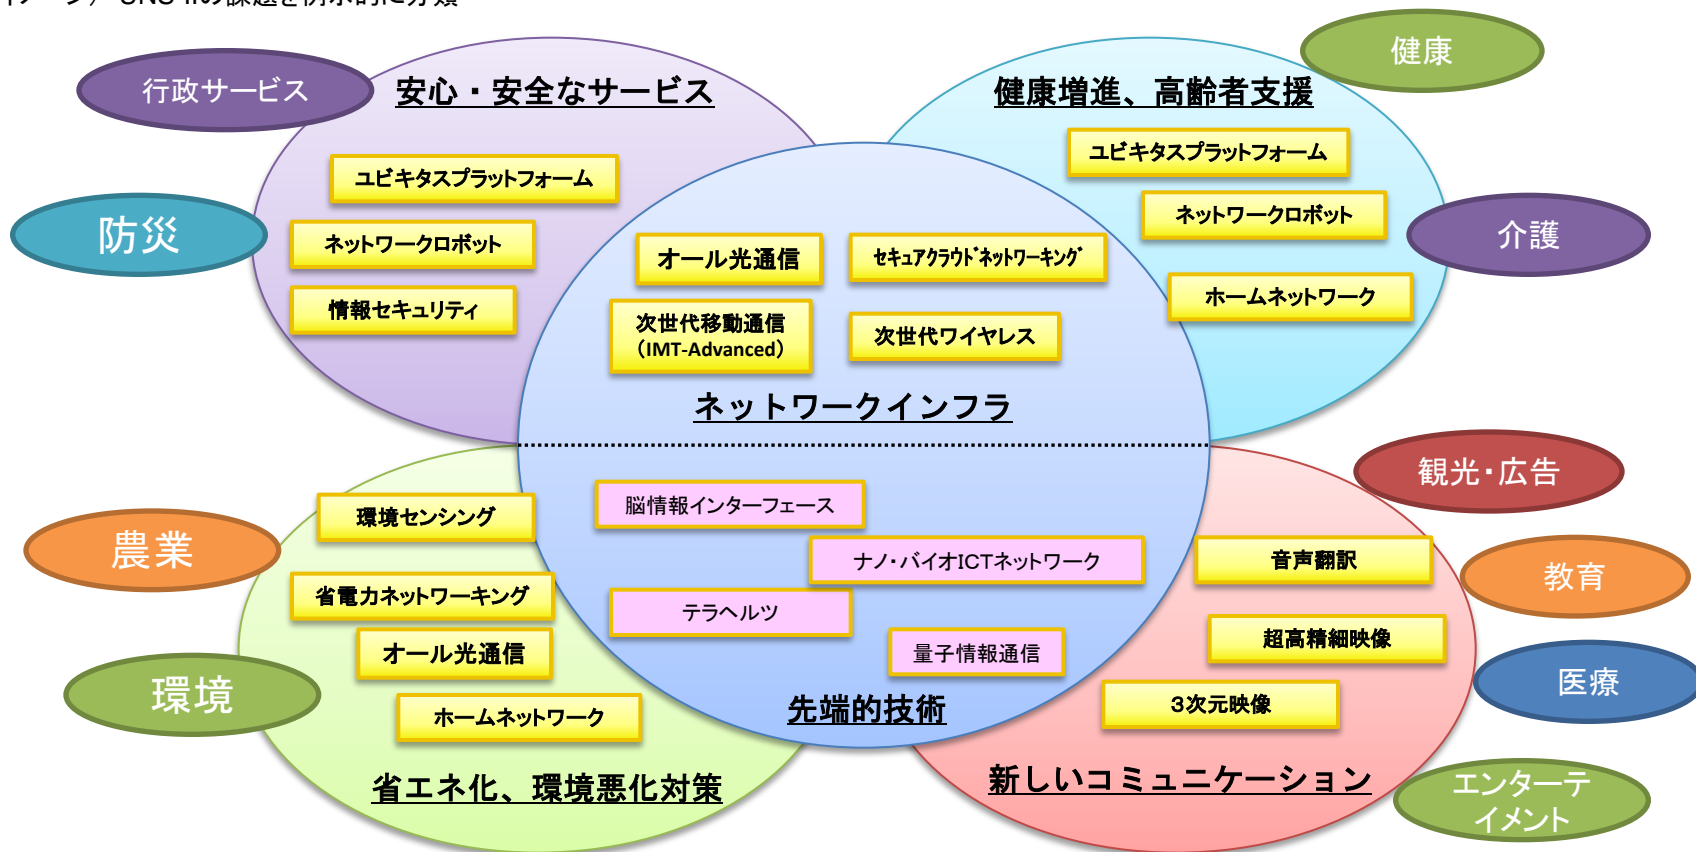 UNS-IIの課題を例示的に分類
行政サービス
安心・安全なサービス
健康増進、高齢者支援
健康
ユビキタスプラットフォーム
ネットワークロボット
情報セキュリティ
防災
ユビキタスプラットフォーム
ネットワークロボット
ホームネットワーク
介護
オール光通信
セキュアクラウドネットワーキング
次世代移動通信
（IMT-Advanced）
次世代ワイヤレス
ネットワークインフラ
脳情報インターフェース
ナノ・バイオICTネットワーク
テラヘルツ
量子情報通信
先端的技術
農業
環境
環境センシング
省電力ネットワーキング
オール光通信
ホームネットワーク
省エネ化、環境悪化対策
観光・広告
音声翻訳
教育
超高精細映像
医療
3次元映像
新しいコミュニケーション
エンターテ
イメント